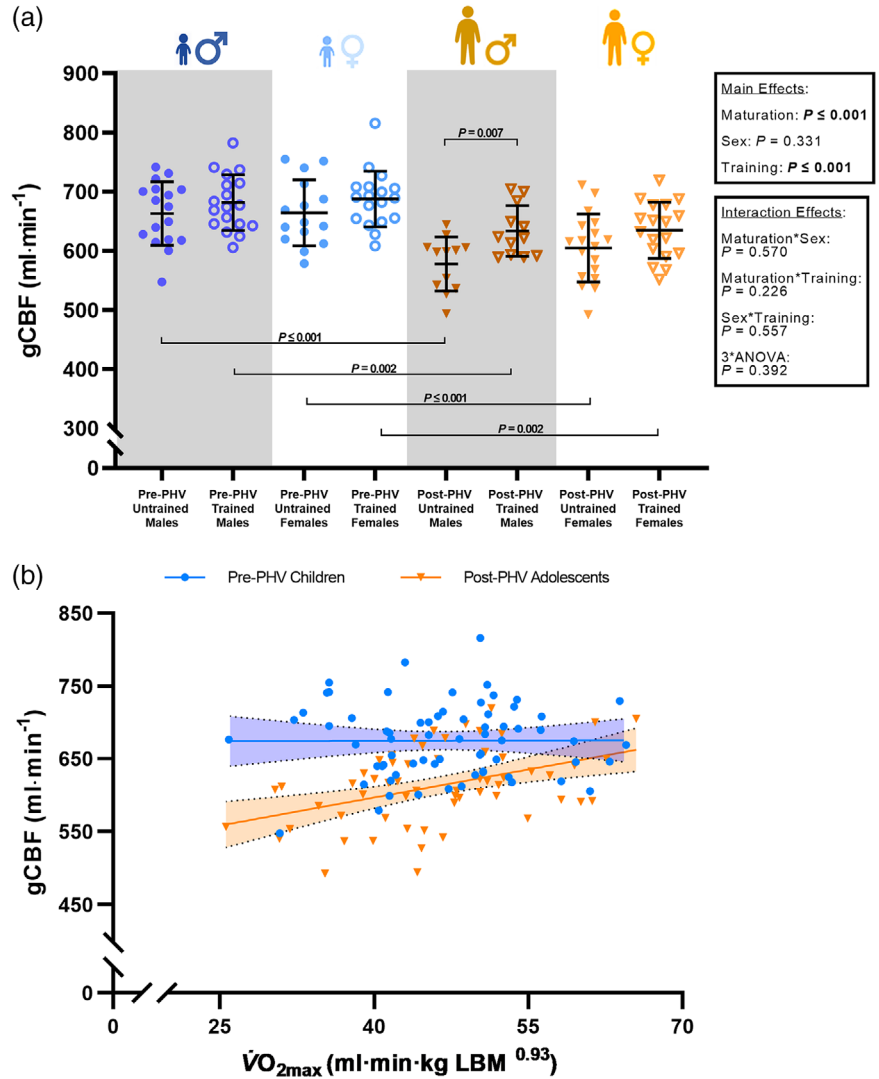 (a)
900
800
700
600
500
400
300
0
gCBF (ml·min⁻¹)
P = 0.007
P ≤ 0.001
P = 0.002
P ≤ 0.001
P = 0.002
Pre-PHV
Untrained
Males
Pre-PHV
Trained
Males
Pre-PHV
Untrained
Females
Pre-PHV
Trained
Females
Post-PHV
Untrained
Males
Post-PHV
Trained
Males
Post-PHV
Untrained
Females
Post-PHV
Trained
Females
Main Effects:
Maturation: P ≤ 0.001
Sex: P = 0.331
Training: P ≤ 0.001
Interaction Effects:
Maturation*Sex:
P = 0.570
Maturation*Training:
P = 0.226
Sex*Training:
P = 0.557
3*ANOVA:
P = 0.392
(b)
Pre-PHV Children
Post-PHV Adolescents
850
750
650
550
450
0
gCBF (ml·min⁻¹)
0
25
40
55
70
V̇O₂max (ml·min·kg LBM ⁰·⁹³)